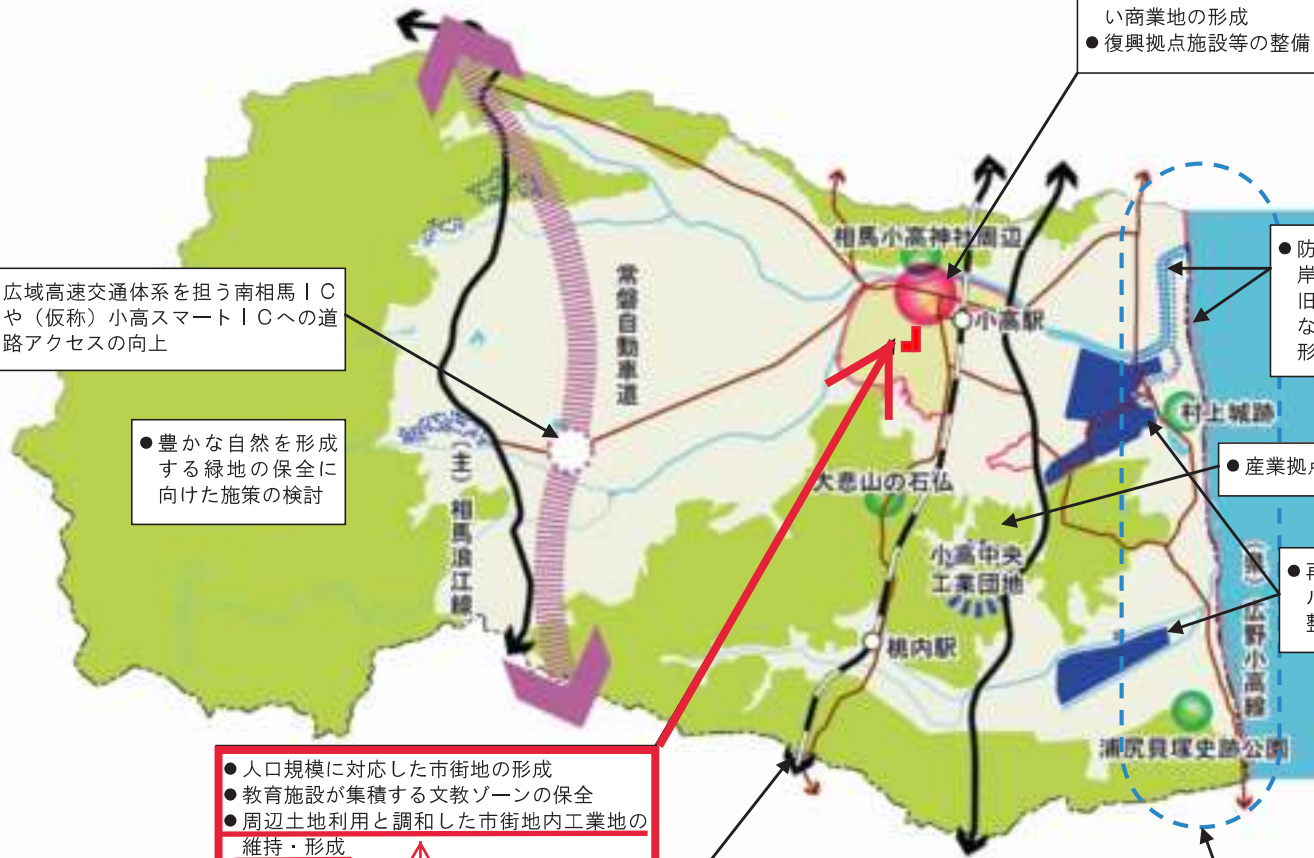 い商業地の形成
● 復興拠点施設等の整備
相馬小高神社周辺
● 防
岸
旧
な
形
広域高速交通体系を担う南相馬ＩＣ
や（仮称）小高スマートＩＣへの道
路アクセスの向上
常磐自動車道
小高駅
村上城跡
● 豊かな自然を形成
する緑地の保全に
向けた施策の検討
（主）相馬浪江線
大悲山の石仏
● 産業拠点
小高中央
工業団地
● 再
ル
整
（県）広野小高線
桃内駅
浦尻貝塚史跡公園
● 人口規模に対応した市街地の形成
● 教育施設が集積する文教ゾーンの保全
● 周辺土地利用と調和した市街地内工業地の
維持・形成